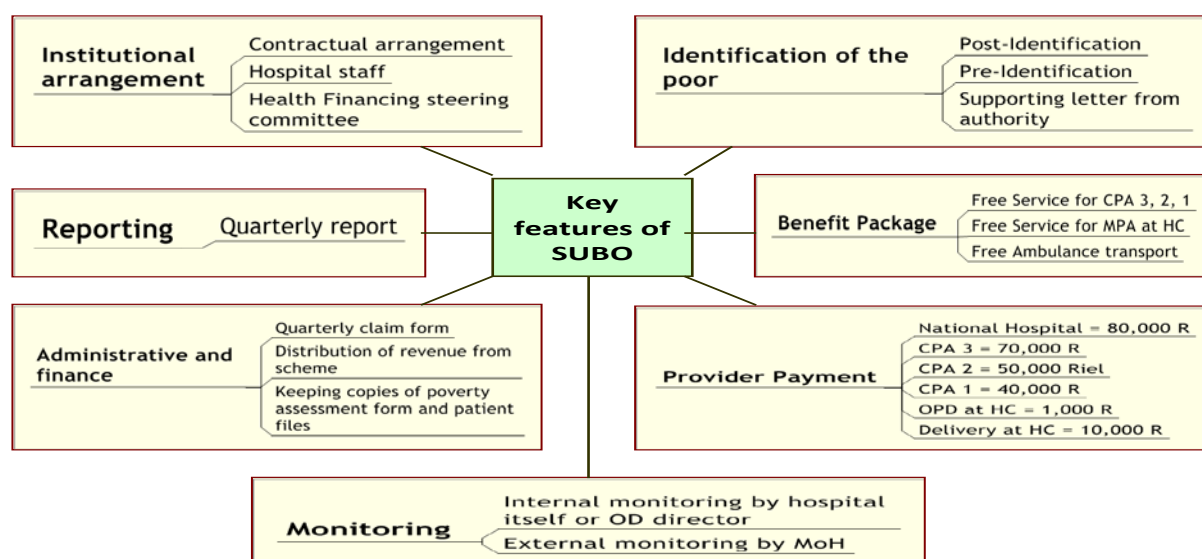 Institutional
arrangement
Contractual arrangement
Hospital staff
Health Financing steering
committee
Identification of the
poor
Post-Identification
Pre-Identification
Supporting letter from
authority
Key
features of
SUBO
Reporting
Quarterly report
Benefit Package
Free Service for CPA 3, 2, 1
Free Service for MPA at HC
Free Ambulance transport
Administrative and
finance
Quarterly claim form
Distribution of revenue from
scheme
Keeping copies of poverty
assessment form and patient
files
Provider Payment
National Hospital = 80,000 R
CPA 3 = 70,000 R
CPA 2 = 50,000 Riel
CPA 1 = 40,000 R
OPD at HC = 1,000 R
Delivery at HC = 10,000 R
Monitoring
Internal monitoring by hospital
itself or OD director
External monitoring by MoH